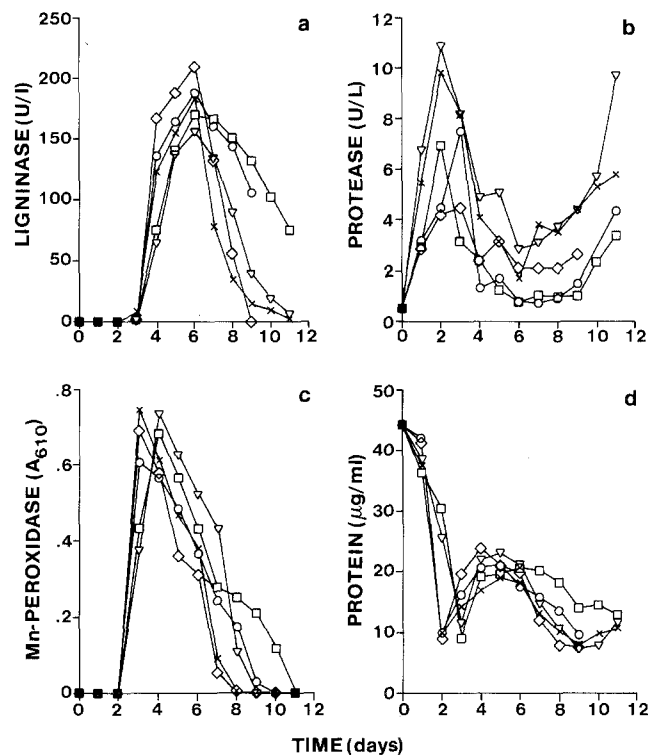 a
LIGNINASE (U/l)
250
200
150
100
50
0
0 2 4 6 8 10 12
b
PROTEASE (U/L)
12
10
8
6
4
2
0
0 2 4 6 8 10 12
c
Mn-PEROXIDASE (A610)
.8
.6
.4
.2
0
0 2 4 6 8 10 12
d
PROTEIN (μg/ml)
50
40
30
20
10
0
0 2 4 6 8 10 12
TIME (days)